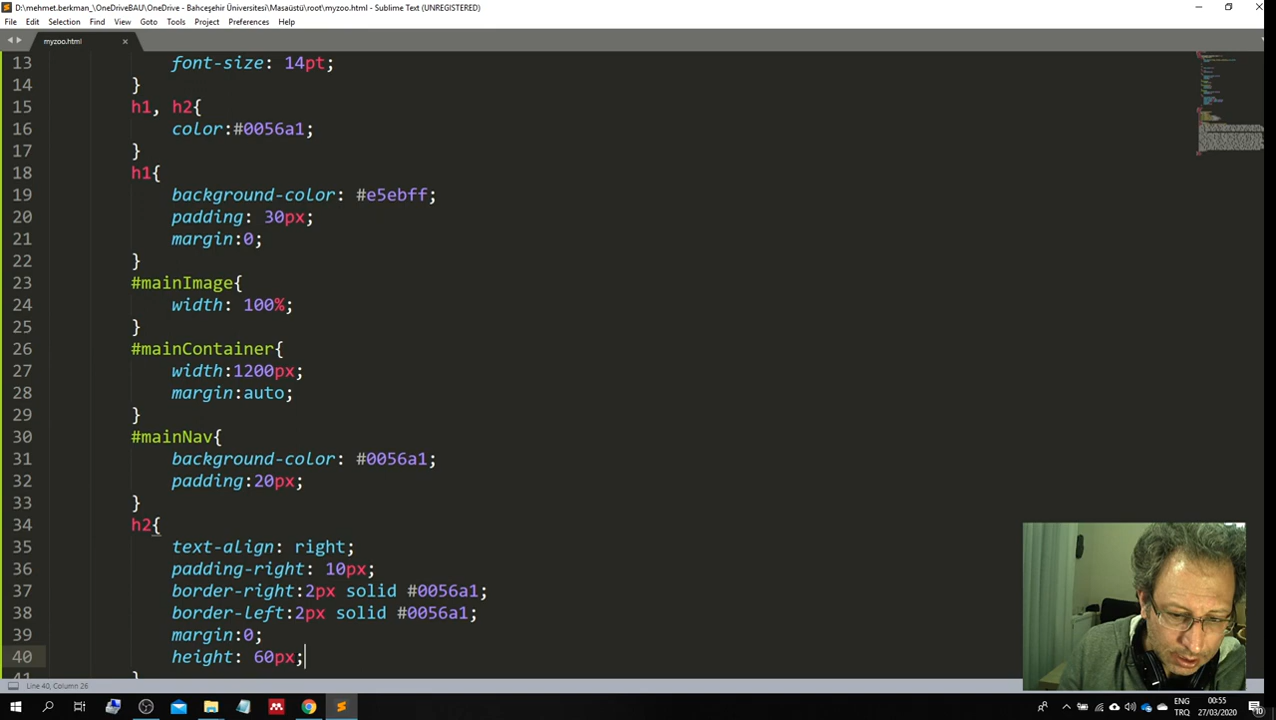 D:\mehmet.berkman_\OneDriveBAU\OneDrive - Bahçeşehir Üniversitesi\Masaüstü\root\myzoo.html - Sublime Text (UNREGISTERED)
File Edit Selection Find View Goto Tools Project Preferences Help
myzoo.html
13 font-size: 14pt;
14 }
15 h1, h2{
16 color:#0056a1;
17 }
18 h1{
19 background-color: #e5ebff;
20 padding: 30px;
21 margin:0;
22 }
23 #mainImage{
24 width: 100%;
25 }
26 #mainContainer{
27 width:1200px;
28 margin:auto;
29 }
30 #mainNav{
31 background-color: #0056a1;
32 padding:20px;
33 }
34 h2{
35 text-align: right;
36 padding-right: 10px;
37 border-right:2px solid #0056a1;
38 border-left:2px solid #0056a1;
39 margin:0;
40 height: 60px;
41 }
Line 40, Column 26
ENG 00:55
TRQ 27/03/2020